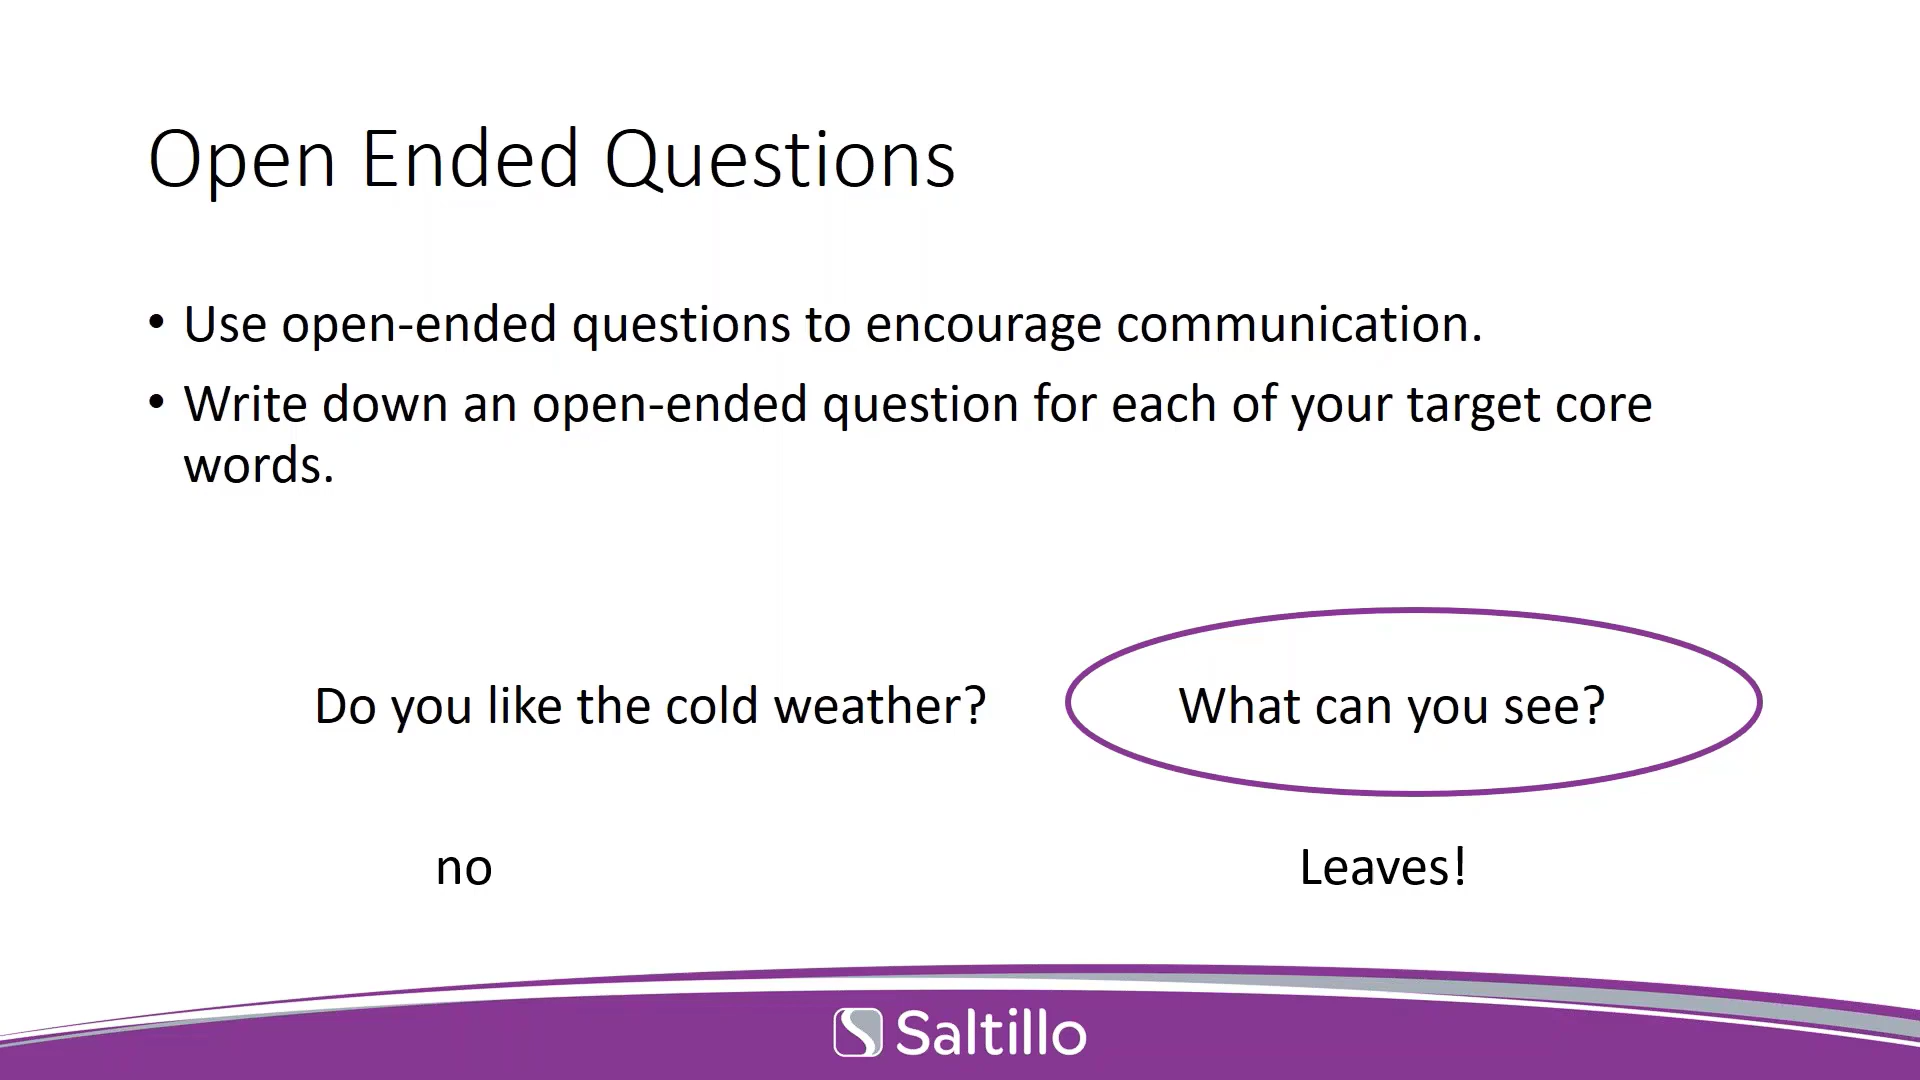 Open Ended Questions
• Use open-ended questions to encourage communication.
• Write down an open-ended question for each of your target core
words.
Do you like the cold weather?
What can you see?
no
Leaves!
Saltillo